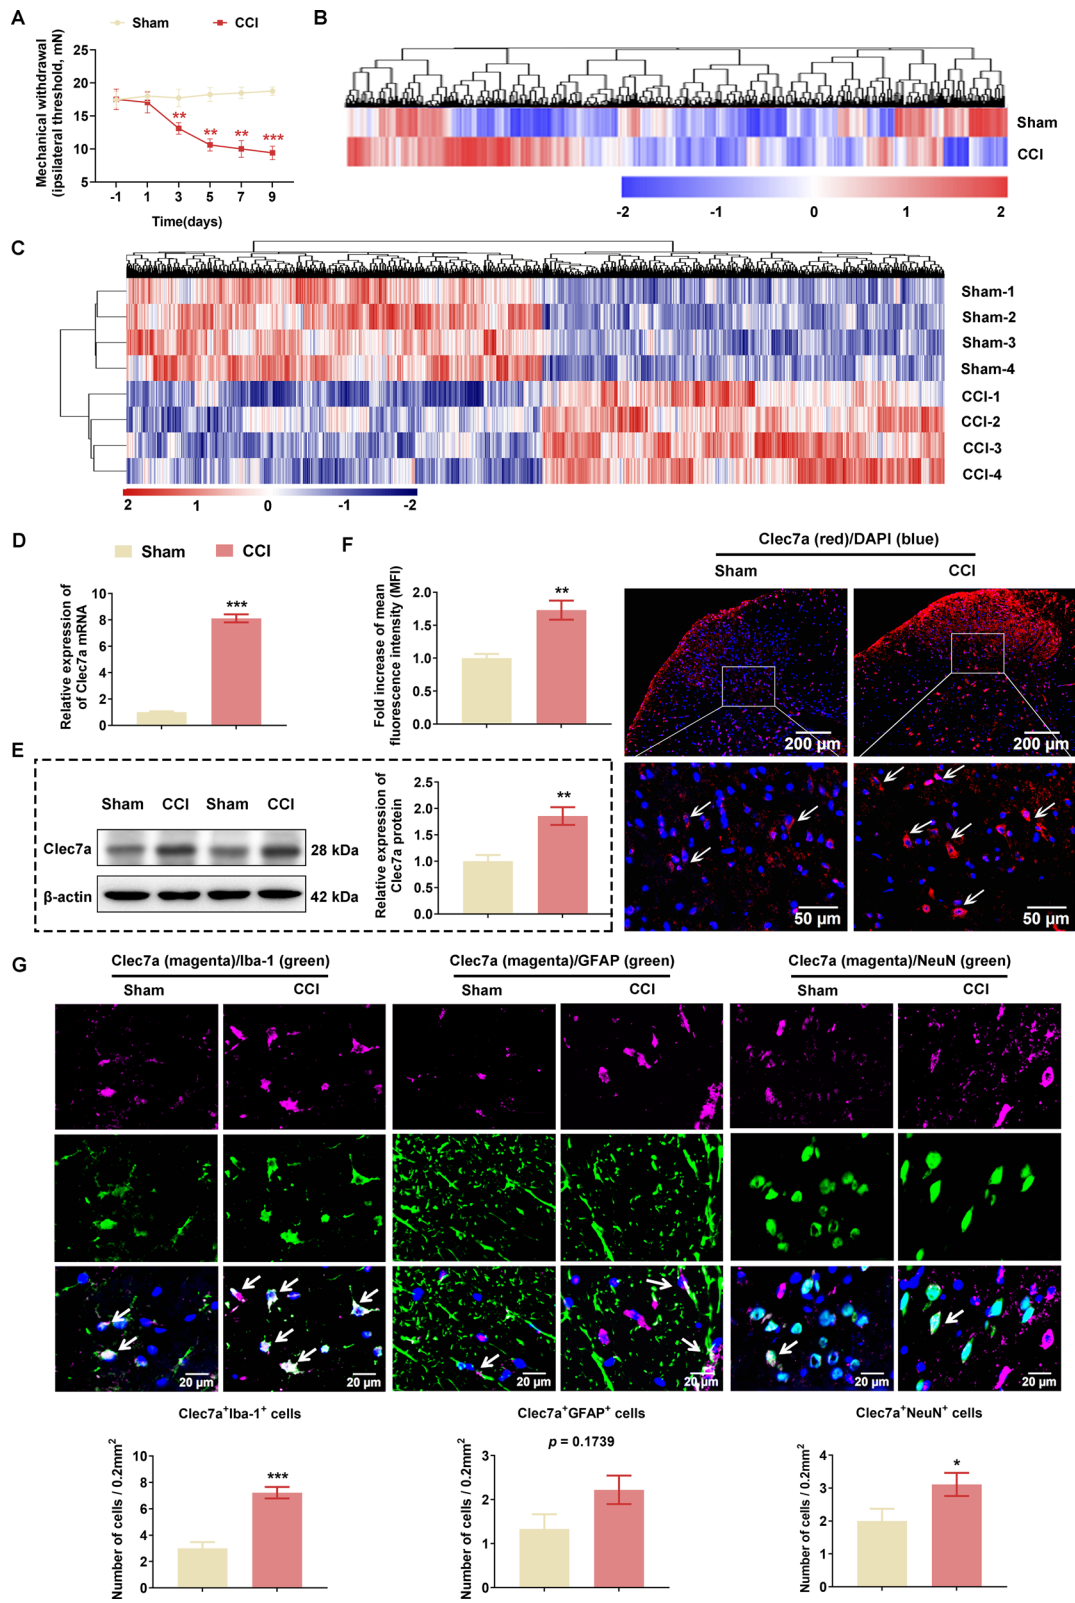 A
Sham
CCI
Mechanical withdrawal
(ipsilateral threshold, mN)
25
20
15
10
5
**
**
**
***
-1
1
3
5
7
9
Time(days)
B
Sham
CCI
-2
-1
0
1
2
C
Sham-1
Sham-2
Sham-3
Sham-4
CCI-1
CCI-2
CCI-3
CCI-4
2
1
0
-1
-2
D
Sham
CCI
Relative expression of
of Clec7a mRNA
10
8
6
4
2
0
***
E
Sham
CCI
Sham
CCI
Clec7a
28 kDa
β-actin
42 kDa
Relative expression of
Clec7a protein
2.5
2.0
1.5
1.0
0.5
0.0
**
F
Fold increase of mean
fluorescence intensity (MFI)
2.0
1.5
1.0
0.5
0.0
**
Clec7a (red)/DAPI (blue)
Sham
CCI
200 μm
200 μm
50 μm
50 μm
G
Clec7a (magenta)/Iba-1 (green)
Clec7a (magenta)/GFAP (green)
Clec7a (magenta)/NeuN (green)
Sham
CCI
Sham
CCI
Sham
CCI
20 μm
20 μm
20 μm
20 μm
20 μm
20 μm
Clec7a+Iba-1+ cells
Number of cells / 0.2mm2
10
8
6
4
2
0
***
Clec7a+GFAP+ cells
p = 0.1739
Number of cells / 0.2mm2
3
2
1
0
Clec7a+NeuN+ cells
Number of cells / 0.2mm2
4
3
2
1
0
*